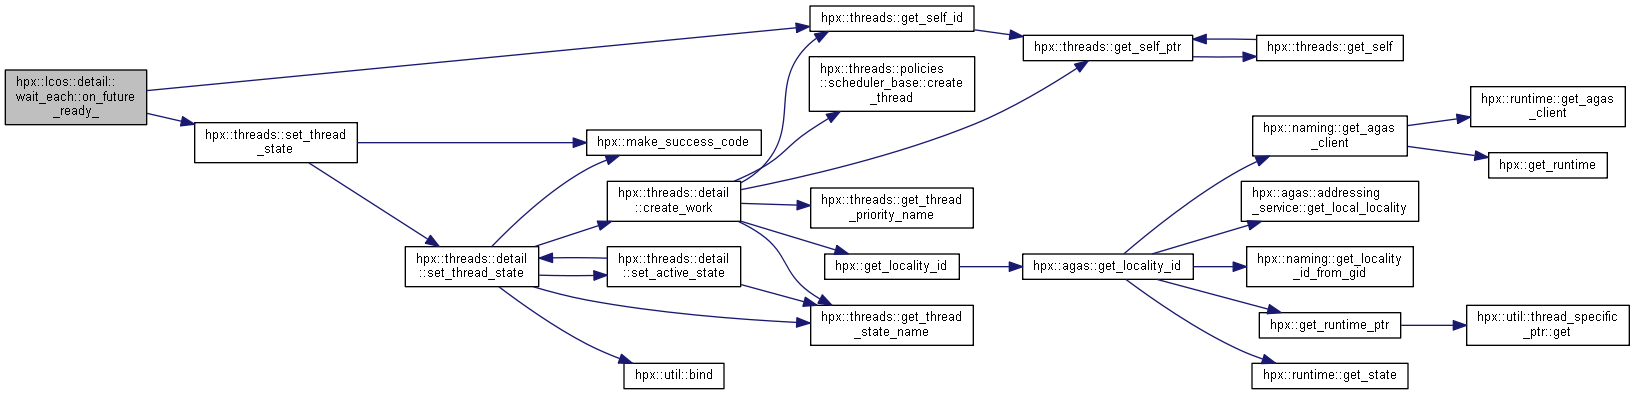 hpx::lcos::detail::
wait_each::on_future
_ready_
hpx::threads::set_thread
_state
hpx::threads::detail
::set_thread_state
hpx::make_success_code
hpx::threads::detail
::create_work
hpx::threads::detail
::set_active_state
hpx::util::bind
hpx::threads::get_self_id
hpx::threads::policies
::scheduler_base::create
_thread
hpx::threads::get_thread
_priority_name
hpx::get_locality_id
hpx::threads::get_thread
_state_name
hpx::threads::get_self_ptr
hpx::agas::get_locality_id
hpx::threads::get_self
hpx::naming::get_agas
_client
hpx::agas::addressing
_service::get_local_locality
hpx::naming::get_locality
_id_from_gid
hpx::get_runtime_ptr
hpx::runtime::get_state
hpx::runtime::get_agas
_client
hpx::get_runtime
hpx::util::thread_specific
_ptr::get